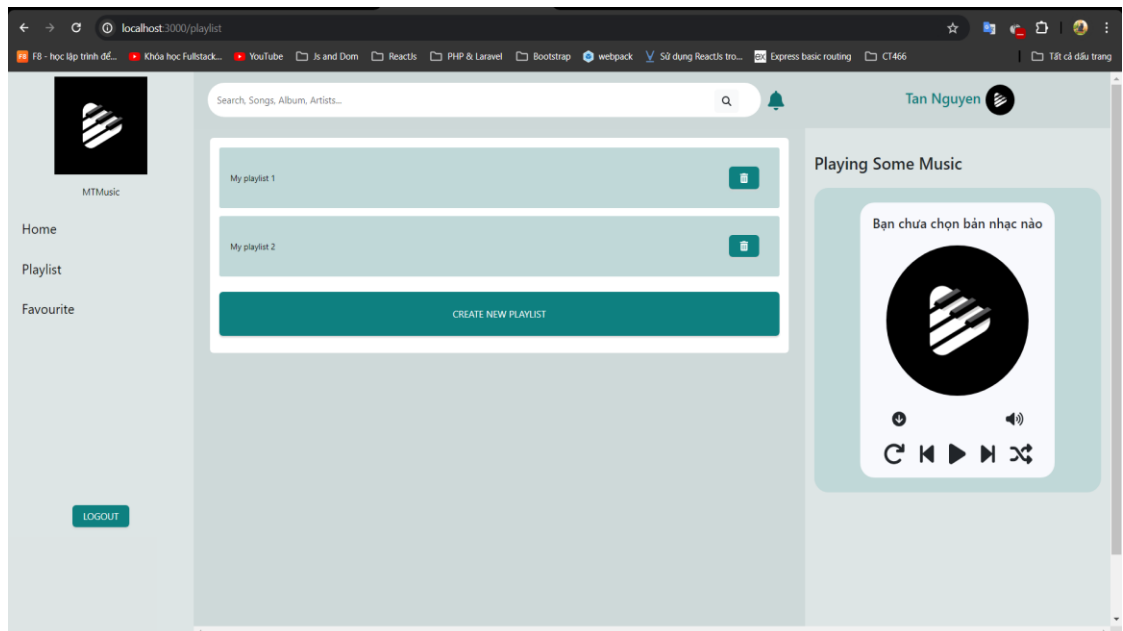 localhost:3000/playlist
F8 - học lập trình để... Khóa học Fullstack... YouTube Js and Dom ReactJs PHP & Laravel Bootstrap webpack Sử dụng ReactJs tro... Express basic routing CT466 Tất cả dấu trang
Search, Songs, Album, Artists...
Tan Nguyen
MTMusic
Home
Playlist
Favourite
LOGOUT
My playlist 1
My playlist 2
CREATE NEW PLAYLIST
Playing Some Music
Bạn chưa chọn bản nhạc nào